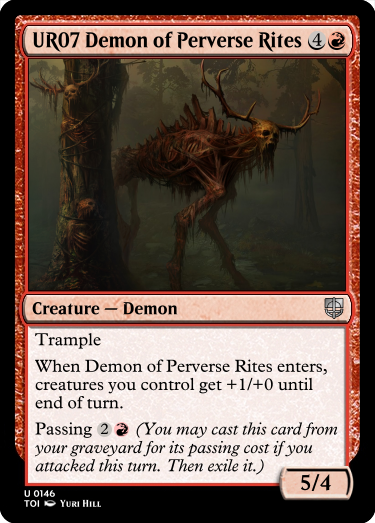 UR07 Demon of Perverse Rites 4
Creature — Demon
Trample
When Demon of Perverse Rites enters,
creatures you control get +1/+0 until
end of turn.
Passing 2 (You may cast this card from
your graveyard for its passing cost if you
attacked this turn. Then exile it.)
5/4
U 0146
TOI Yuri Hill